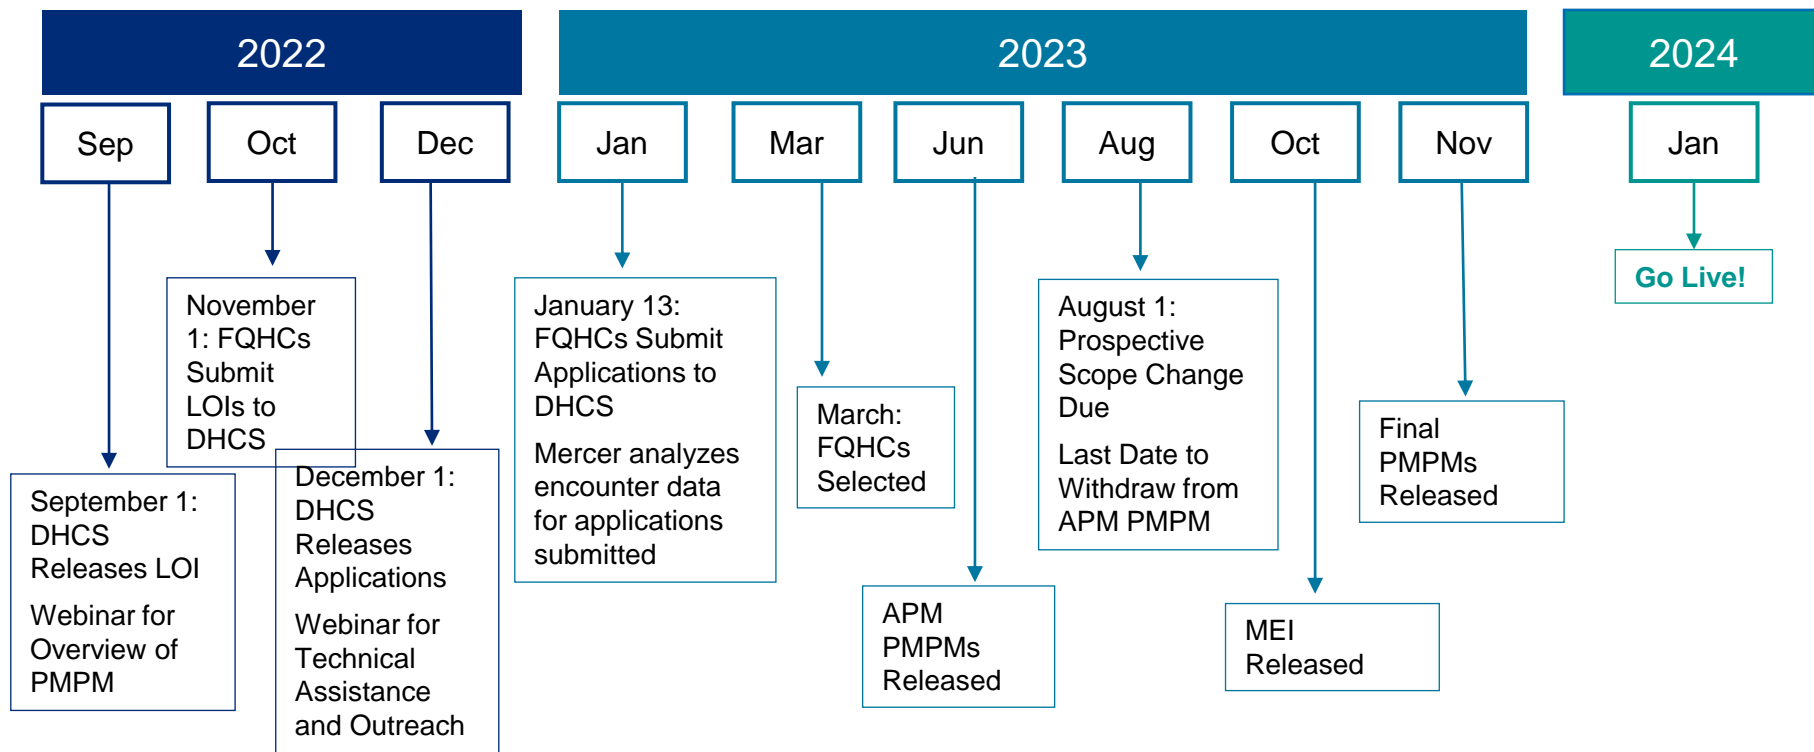 2022
2023
2024
Sep
Oct
Dec
Jan
Mar
Jun
Aug
Oct
Nov
Jan
September 1:
DHCS
Releases LOI
Webinar for
Overview of
PMPM
November
1: FQHCs
Submit
LOIs to
DHCS
December 1:
DHCS
Releases
Applications
Webinar for
Technical
Assistance
and Outreach
January 13:
FQHCs Submit
Applications to
DHCS
Mercer analyzes
encounter data
for applications
submitted
March:
FQHCs
Selected
APM
PMPMs
Released
August 1:
Prospective
Scope Change
Due
Last Date to
Withdraw from
APM PMPM
MEI
Released
Final
PMPMs
Released
Go Live!